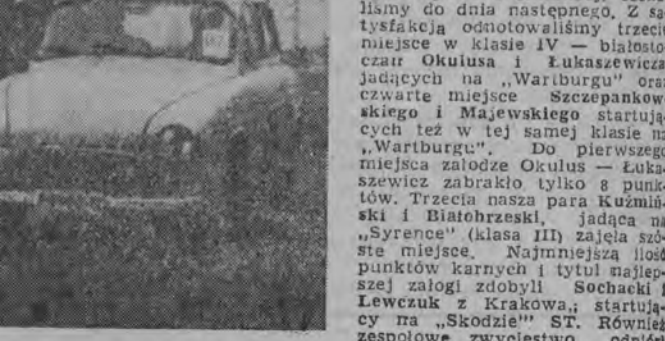 liśmy do dnia następnego. Z sa-
tysfakcją odnotowaliśmy trzecie
miejsce w klasie IV — białosto-
czan Okulusa i Łukaszewicza
jadących na „Wartburgu" oraz
czwarte miejsce Szczepankow-
skiego i Majewskiego startują-
cych też w tej samej klasie na
„Wartburgu". Do pierwszego
miejsca załodze Okulus — Łuka-
szewicz zabrakło tylko 8 punk-
tów. Trzecia nasza para Kuźmiń-
ski i Białobrzeski, jadąca na
„Syrence" (klasa III) zajęła szó-
ste miejsce. Najmniejszą ilość
punktów karnych i tytuł najlep-
szej załogi zdobyli Sochacki i
Lewczuk z Krakowa,; startują-
cy na „Skodzie'" ST. Również
zespołowe zwycięstwo